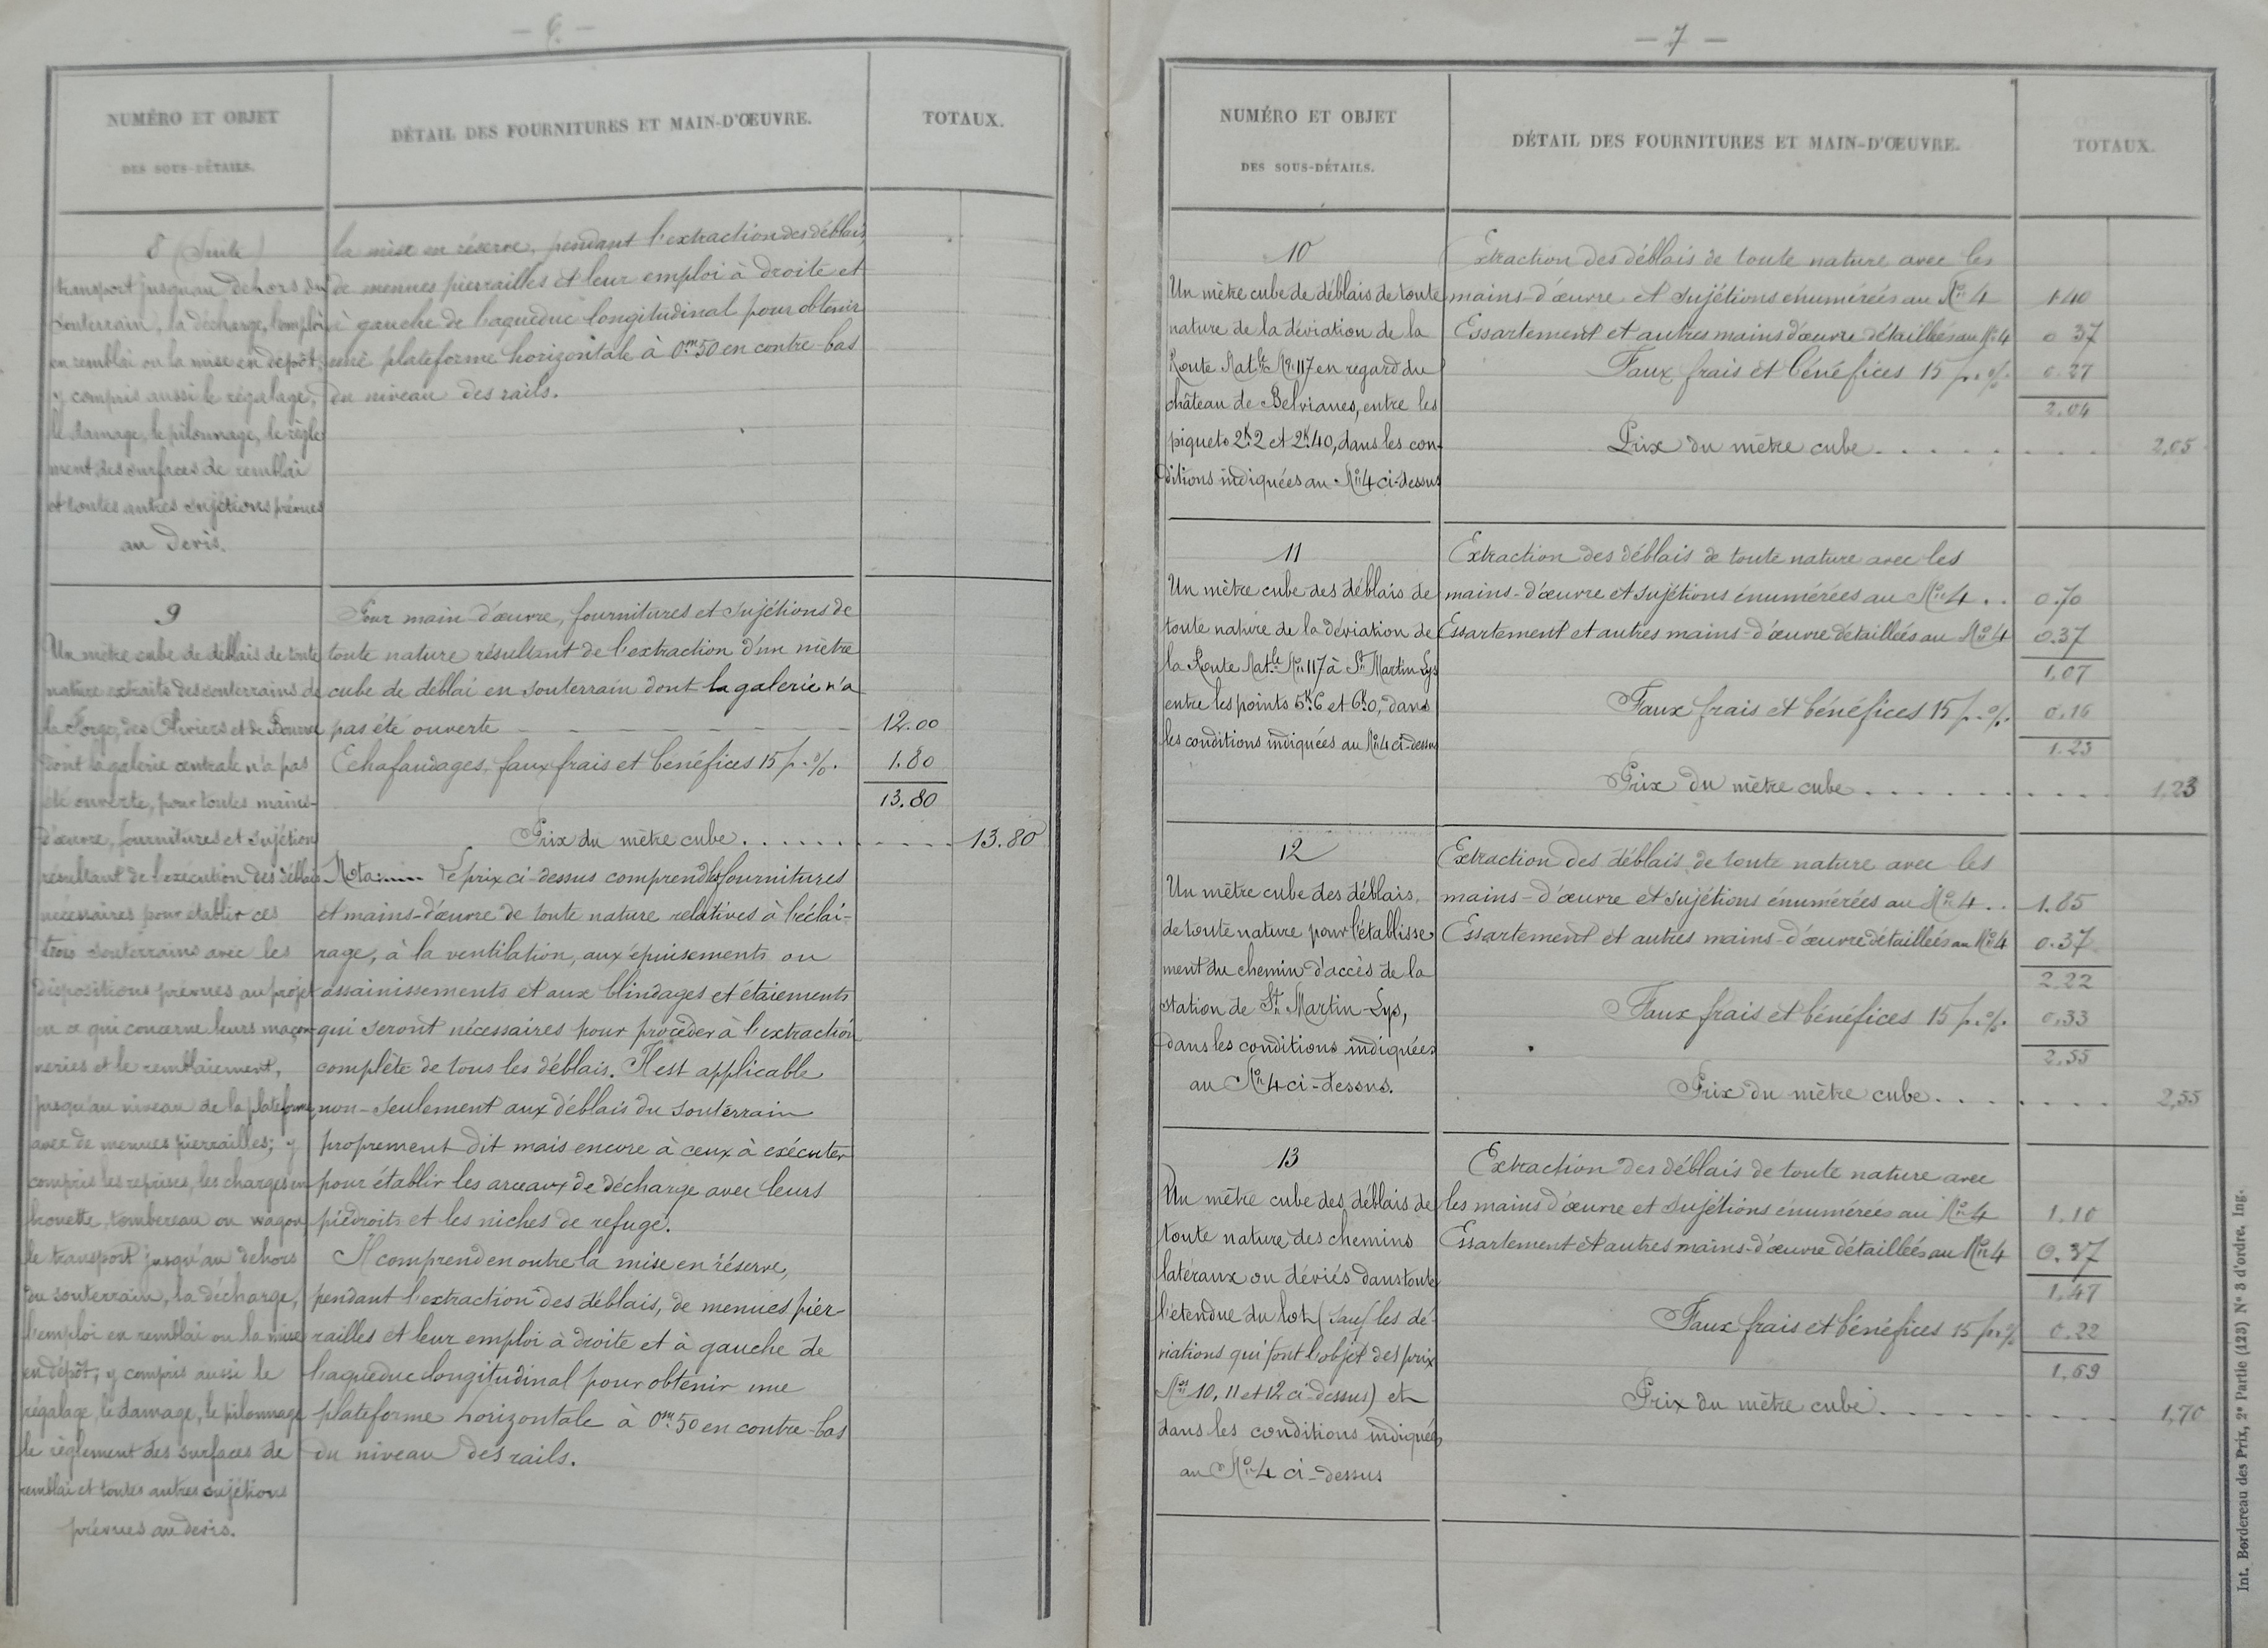 — 6. —
NUMÉRO ET OBJET
DES SOUS-DÉTAILS.
DÉTAIL DES FOURNITURES ET MAIN-D'ŒUVRE.
TOTAUX.
8 (Suite)
transport jusqu'au dehors du
souterrain, la décharge, l'emploi
en remblai ou la mise en dépôt,
y compris aussi le régalage,
le damage, le pilonnage, le règle
ment des surfaces de remblai
et toutes autres sujétions prévues
au Devis.
la mise en réserve, pendant l'extraction des déblais,
de menues pierrailles et leur emploi à droite et
à gauche de l'aqueduc longitudinal pour obtenir
une plateforme horizontale à 0m.50 en contre-bas
du niveau des rails.
9
Un mètre cube de déblais de toute
nature extraits des souterrains de
la Forge, des Oliviers et de
dont la galerie centrale n'a pas
été ouverte, pour toutes mains-
d'œuvre, fournitures et sujétion
résultant de l'exécution des déblais
nécessaires pour établir ces
trois souterrains avec les
dispositions prévues au projet
en ce qui concerne leurs maçon-
neries et le remblaiement,
jusqu'au niveau de la plateforme
avec de menues pierrailles; y
compris les reprises, les charges en
brouette, tombereau ou wagon
le transport jusqu'au dehors
du souterrain, la décharge,
l'emploi en remblai ou la mise
en dépôt, y compris aussi le
régalage, le damage, le pilonnage
le règlement des surfaces de
remblai et toutes autres sujétions
prévues au devis.
Pour main d'œuvre, fournitures et sujétions de
toute nature résultant de l'extraction d'un mètre
cube de déblai en souterrain dont la galerie n'a
pas été ouverte — — — — — 12.00
Echafaudages, faux frais et bénéfices 15 p. %. 1.80
13.80
Prix du mètre cube . . . . . . . . . . 13.80
Nota: ...... Le prix ci-dessus comprend les fournitures
et mains-d'œuvre de toute nature relatives à l'éclai-
rage, à la ventilation, aux épuisements ou
assainissements et aux blindages et étaiements
qui seront nécessaires pour procéder à l'extraction
complète de tous les déblais. Il est applicable
non-seulement aux déblais du souterrain
proprement dit mais encore à ceux à exécuter
pour établir les arceaux de décharge avec leurs
piédroits et les niches de refuge.
Il comprend en outre la mise en réserve,
pendant l'extraction des déblais, de menues pier-
railles et leur emploi à droite et à gauche de
l'aqueduc longitudinal pour obtenir une
plateforme horizontale à 0m.50 en contre-bas
du niveau des rails.
— 7 —
NUMÉRO ET OBJET
DES SOUS-DÉTAILS.
DÉTAIL DES FOURNITURES ET MAIN-D'ŒUVRE.
TOTAUX.
10
Un mètre cube de déblais de toute
nature de la déviation de la
Route Natle No 117 en regard du
château de Belvianes, entre les
piquets 2k.2 et 2k.40, dans les con-
ditions indiquées au No 4 ci-dessus
Extraction des déblais de toute nature avec les
mains-d'œuvre et sujétions énumérées au No 4 1.40
Essartement et autres mains d'œuvre détaillées au No 4 0.37
Faux frais et bénéfices 15 p. %. 0.27
2.04
Prix du mètre cube . . . . . . . . . 2,05
11
Un mètre cube des déblais de
toute nature de la déviation de
la Route Natle No 117 à St Martin-Lys
entre les points 5k.6 et 6k.0, dans
les conditions indiquées au No 4 ci-dessus
Extraction des déblais de toute nature avec les
mains-d'œuvre et sujétions énumérées au No 4 . . 0.70
Essartement et autres mains-d'œuvre détaillées au No 4 0.37
1,07
Faux frais et bénéfices 15 p. %. 0.16
1.23
Prix du mètre cube . . . . . . . . . . 1,23
12
Un mètre cube des déblais,
de toute nature pour l'établisse
ment du chemin d'accès de la
station de St Martin-Lys,
dans les conditions indiquées
au No 4 ci-dessus.
Extraction des déblais de toute nature avec les
mains-d'œuvre et sujétions énumérées au No 4 . . 1.85
Essartement et autres mains-d'œuvre détaillées au No 4 0.37
2,22
Faux frais et bénéfices 15 p. %. 0,33
2,55
Prix du mètre cube . . . . . . . . 2,55
13
Un mètre cube des déblais de
toute nature des chemins
latéraux ou déviés dans toute
l'étendue du lot (sauf les dé-
viations qui font l'objet des prix
Nos 10, 11 et 12 ci-dessus) et
dans les conditions indiquées
au No 4 ci-dessus
Extraction des déblais de toute nature avec
les mains d'œuvre et sujétions énumérées au No 4 1.10
Essartement et autres mains-d'œuvre détaillées au No 4 0.37
1,47
Faux frais et bénéfices 15 p. % 0.22
1,69
Prix du mètre cube . . . . . . . . . 1,70
Int. Bordereau des Prix, 2e Partie (123) N° 3 d'ordre. Ing.